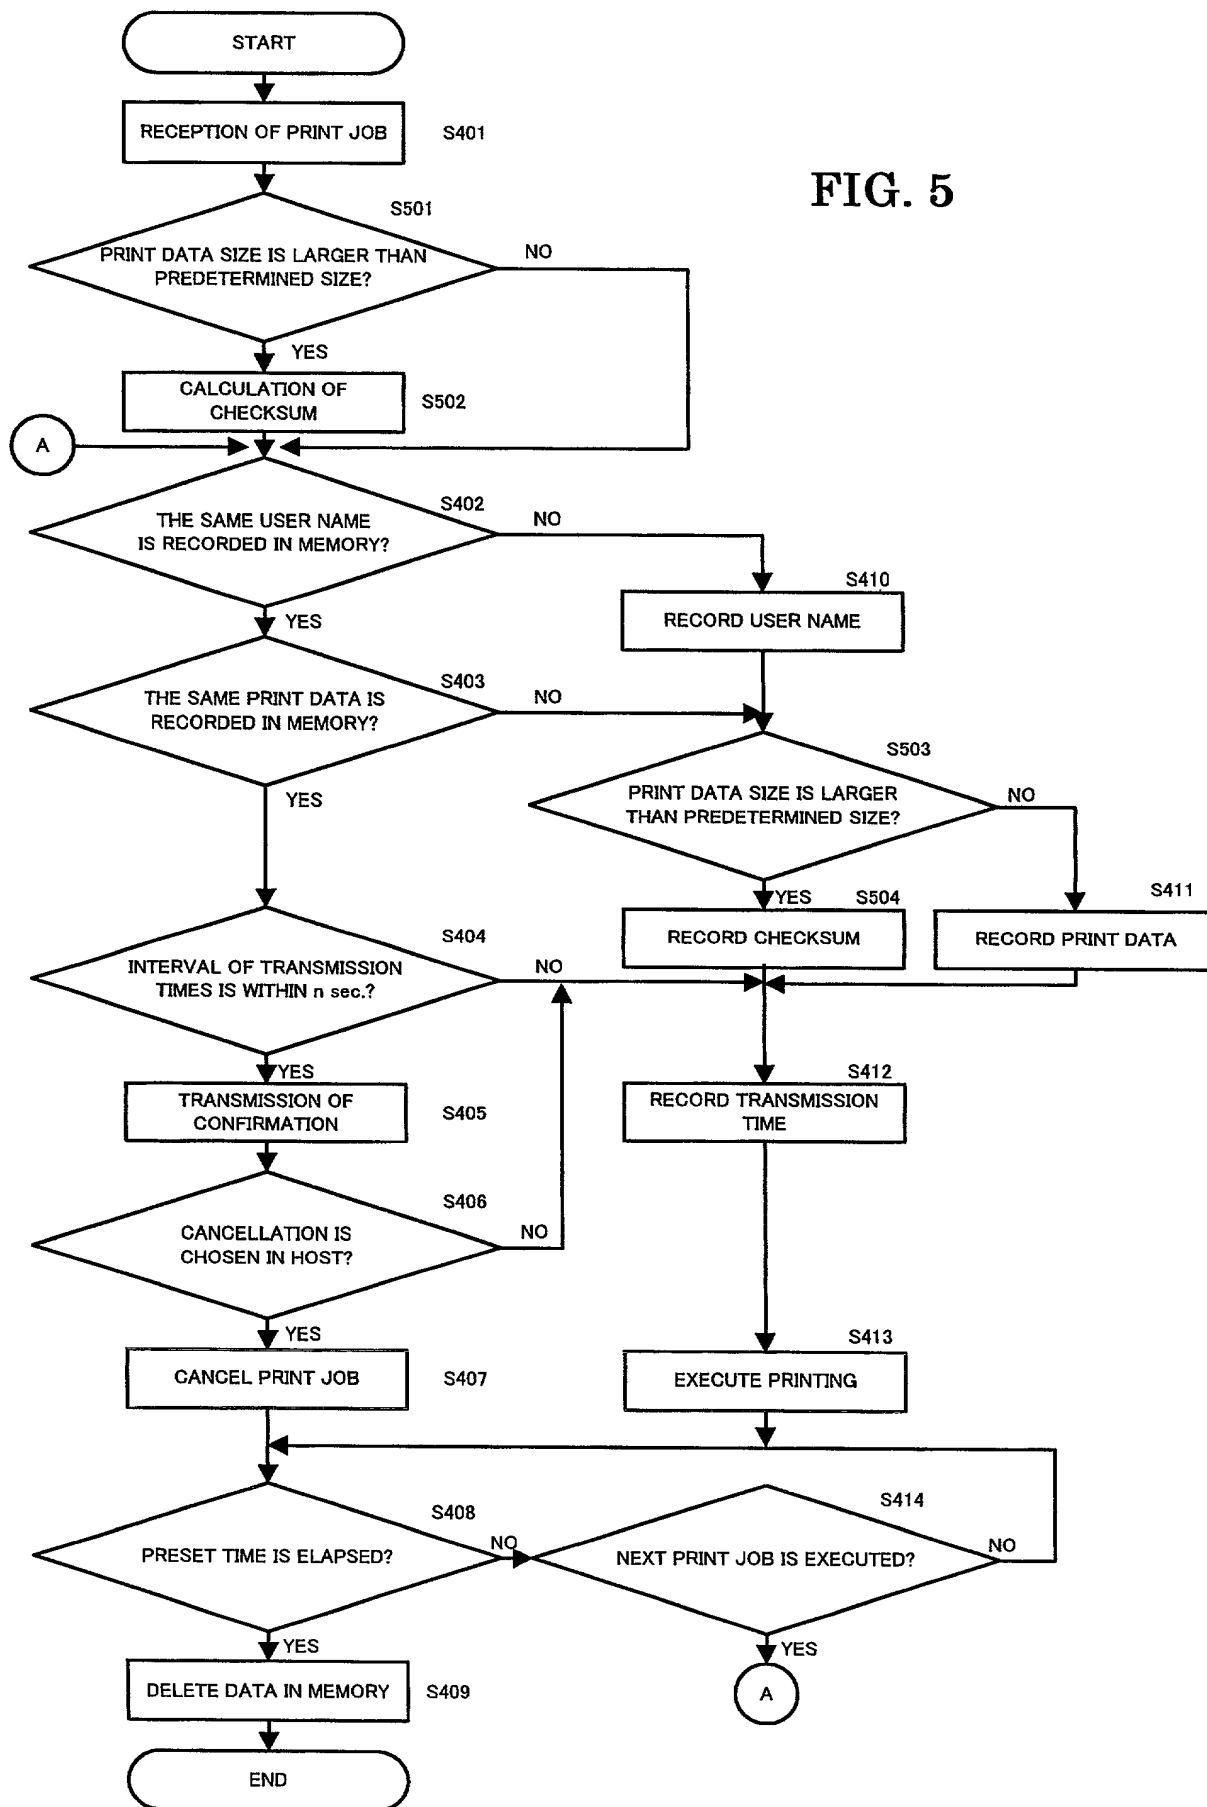 START
RECEPTION OF PRINT JOB
S401
FIG. 5
S501
PRINT DATA SIZE IS LARGER THAN
PREDETERMINED SIZE?
NO
YES
CALCULATION OF
CHECKSUM
S502
A
S402
THE SAME USER NAME
IS RECORDED IN MEMORY?
NO
YES
S410
RECORD USER NAME
S403
THE SAME PRINT DATA IS
RECORDED IN MEMORY?
NO
YES
S503
PRINT DATA SIZE IS LARGER
THAN PREDETERMINED SIZE?
NO
YES
S504
RECORD CHECKSUM
S411
RECORD PRINT DATA
S404
INTERVAL OF TRANSMISSION
TIMES IS WITHIN n sec.?
NO
YES
TRANSMISSION OF
CONFIRMATION
S405
S412
RECORD TRANSMISSION
TIME
S406
CANCELLATION IS
CHOSEN IN HOST?
NO
YES
CANCEL PRINT JOB
S407
S413
EXECUTE PRINTING
S408
PRESET TIME IS ELAPSED?
NO
YES
S414
NEXT PRINT JOB IS EXECUTED?
NO
YES
A
DELETE DATA IN MEMORY
S409
END